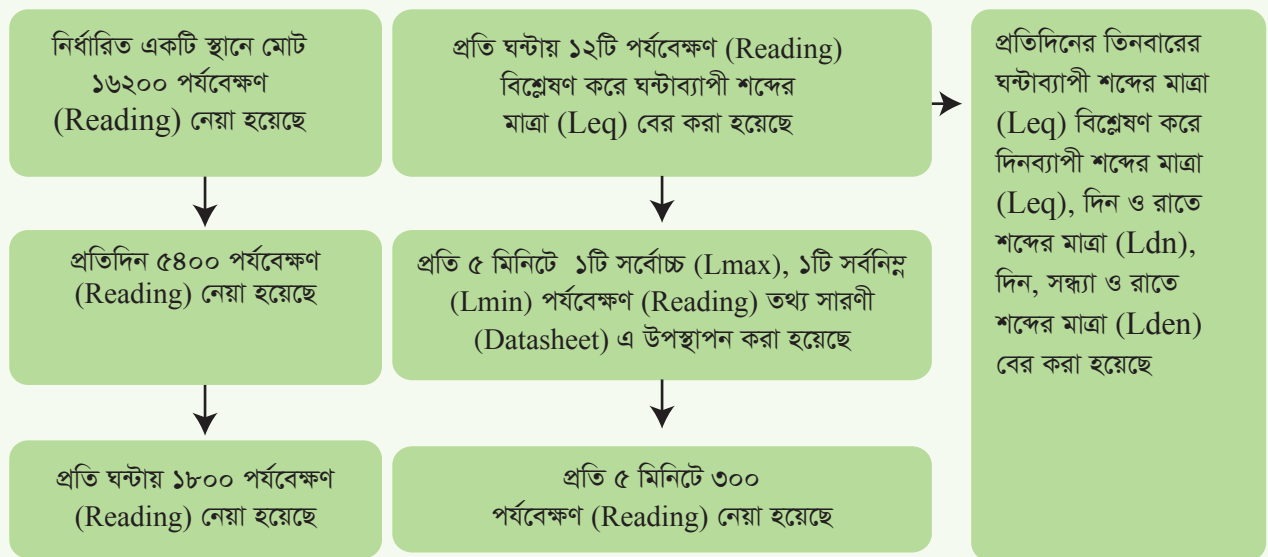 নির্ধারিত একটি স্থানে মোট
১৬২০০ পর্যবেক্ষণ
(Reading) নেয়া হয়েছে
প্রতিদিন ৫৪০০ পর্যবেক্ষণ
(Reading) নেয়া হয়েছে
প্রতি ঘন্টায় ১৮০০ পর্যবেক্ষণ
(Reading) নেয়া হয়েছে
প্রতি ঘন্টায় ১২টি পর্যবেক্ষণ (Reading)
বিশ্লেষণ করে ঘন্টাব্যাপী শব্দের
মাত্রা (Leq) বের করা হয়েছে
প্রতি ৫ মিনিটে ১টি সর্বোচ্চ (Lmax), ১টি সর্বনিম্ন
(Lmin) পর্যবেক্ষণ (Reading) তথ্য সারণী
(Datasheet) এ উপস্থাপন করা হয়েছে
প্রতি ৫ মিনিটে ৩০০
পর্যবেক্ষণ (Reading) নেয়া হয়েছে
প্রতিদিনের তিনবারের
ঘন্টাব্যাপী শব্দের মাত্রা
(Leq) বিশ্লেষণ করে
দিনব্যাপী শব্দের মাত্রা
(Leq), দিন ও রাতে
শব্দের মাত্রা (Ldn),
দিন, সন্ধ্যা ও রাতে
শব্দের মাত্রা (Lden)
বের করা হয়েছে